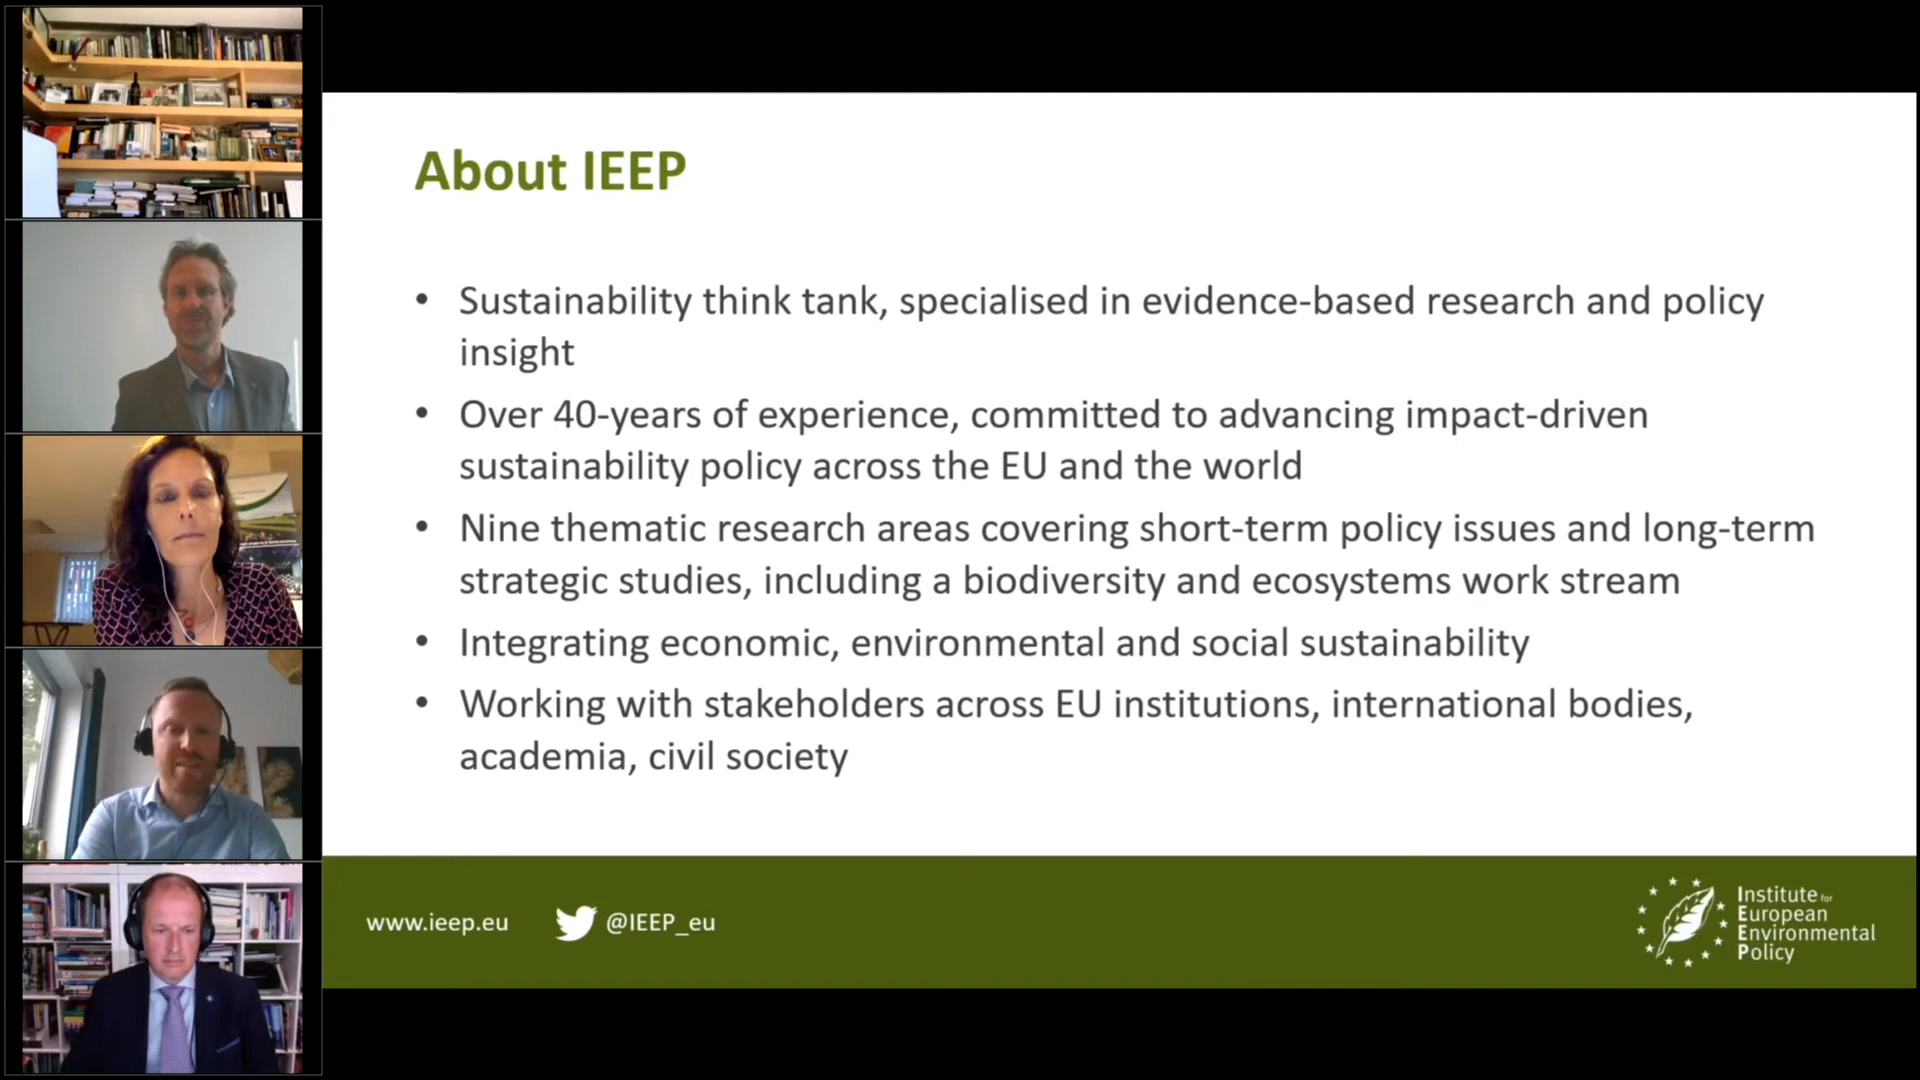 About IEEP
• Sustainability think tank, specialised in evidence-based research and policy
insight
• Over 40-years of experience, committed to advancing impact-driven
sustainability policy across the EU and the world
• Nine thematic research areas covering short-term policy issues and long-term
strategic studies, including a biodiversity and ecosystems work stream
• Integrating economic, environmental and social sustainability
• Working with stakeholders across EU institutions, international bodies,
academia, civil society
www.ieep.eu
@IEEP_eu
Institute for
European
Environmental
Policy